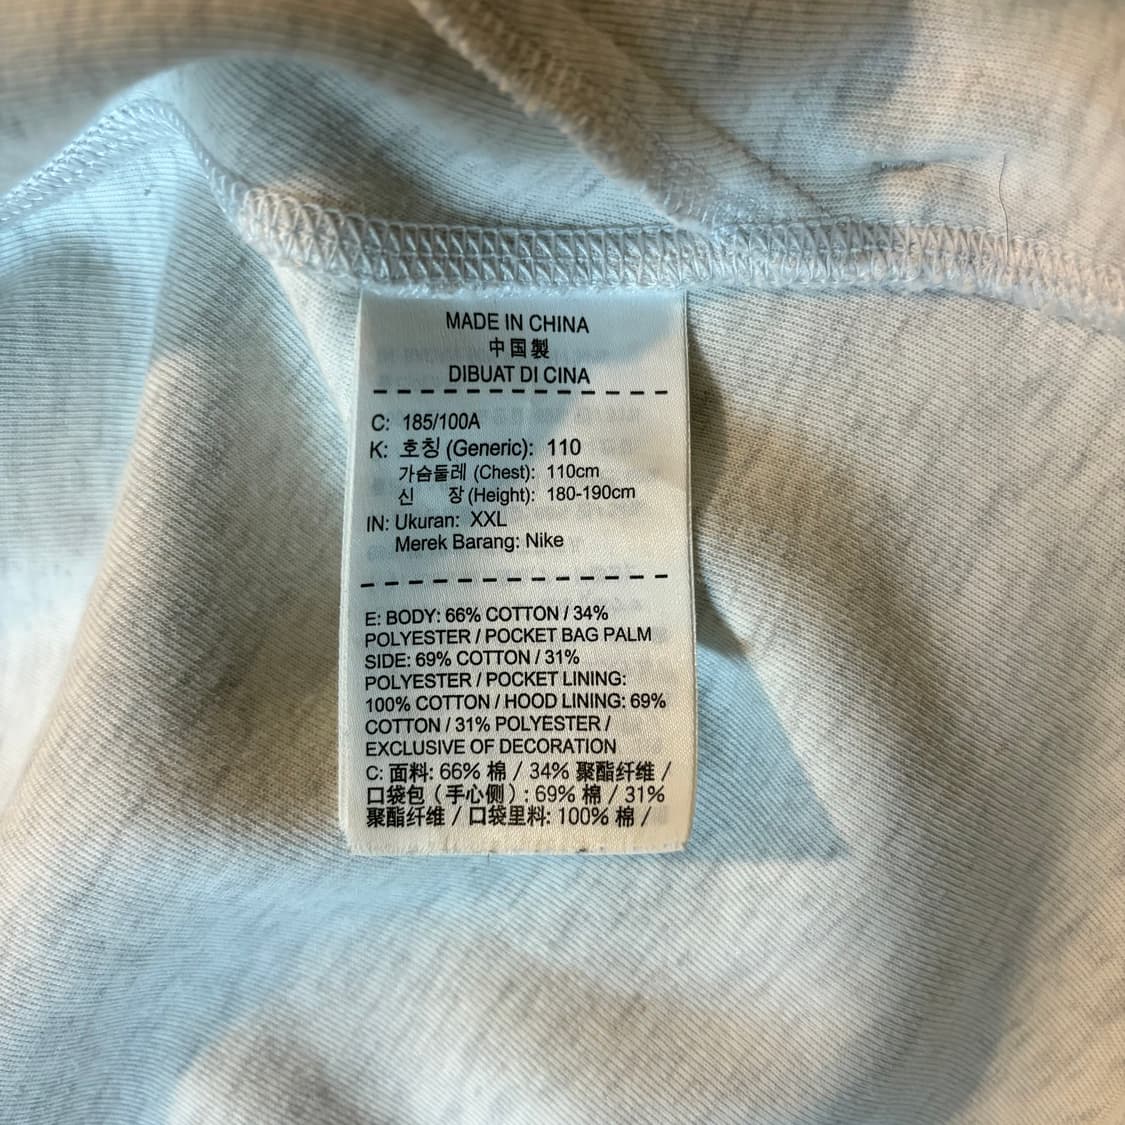 MADE IN CHINA
中国製
DIBUAT DI CINA
C: 185/100A
K: 호칭 (Generic): 110
가슴둘레 (Chest): 110cm
신 장 (Height): 180-190cm
IN: Ukuran: XXL
Merek Barang: Nike
E: BODY: 66% COTTON / 34%
POLYESTER / POCKET BAG PALM
SIDE: 69% COTTON / 31%
POLYESTER / POCKET LINING:
100% COTTON / HOOD LINING: 69%
COTTON / 31% POLYESTER /
EXCLUSIVE OF DECORATION
C: 面料: 66% 棉 / 34% 聚酯纤维 /
口袋包（手心侧）: 69% 棉 / 31%
聚酯纤维 / 口袋里料: 100% 棉 /